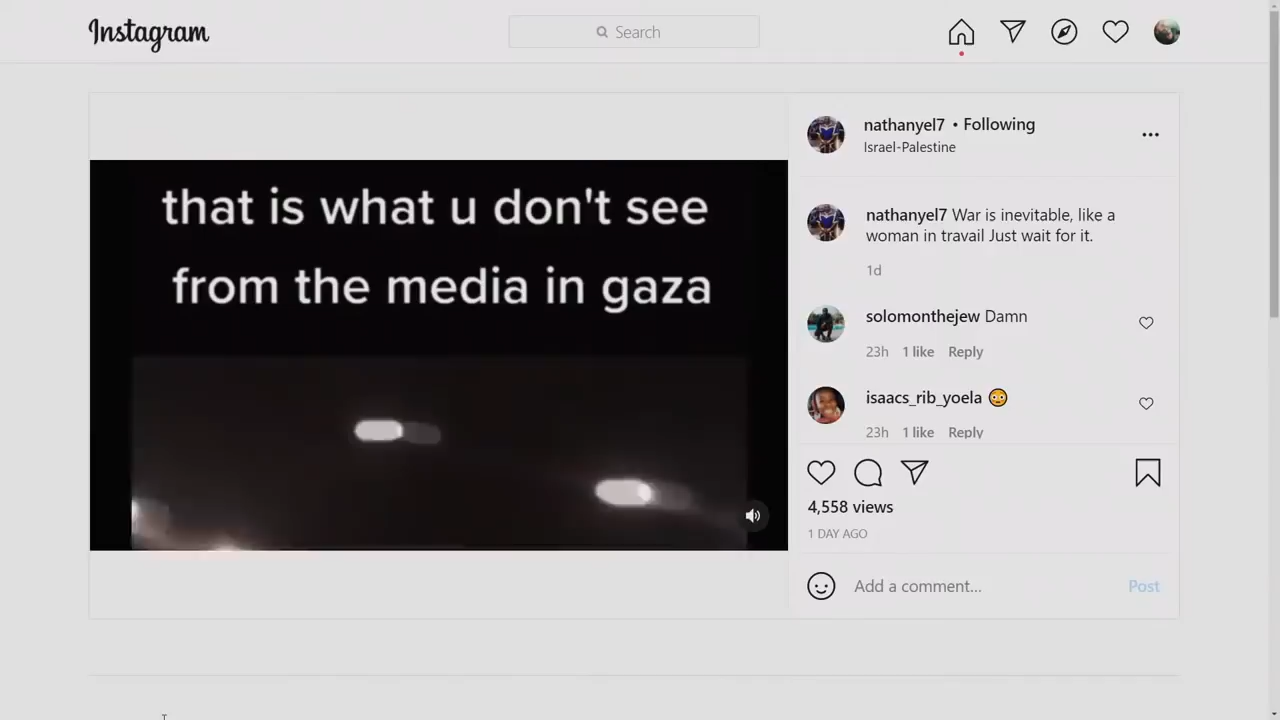 Instagram
Search
nathanyel7 • Following
Israel-Palestine
that is what u don't see
from the media in gaza
nathanyel7 War is inevitable, like a
woman in travail Just wait for it.
1d
solomonthejew Damn
23h 1 like Reply
isaacs_rib_yoela 😳
23h 1 like Reply
4,558 views
1 DAY AGO
Add a comment...
Post